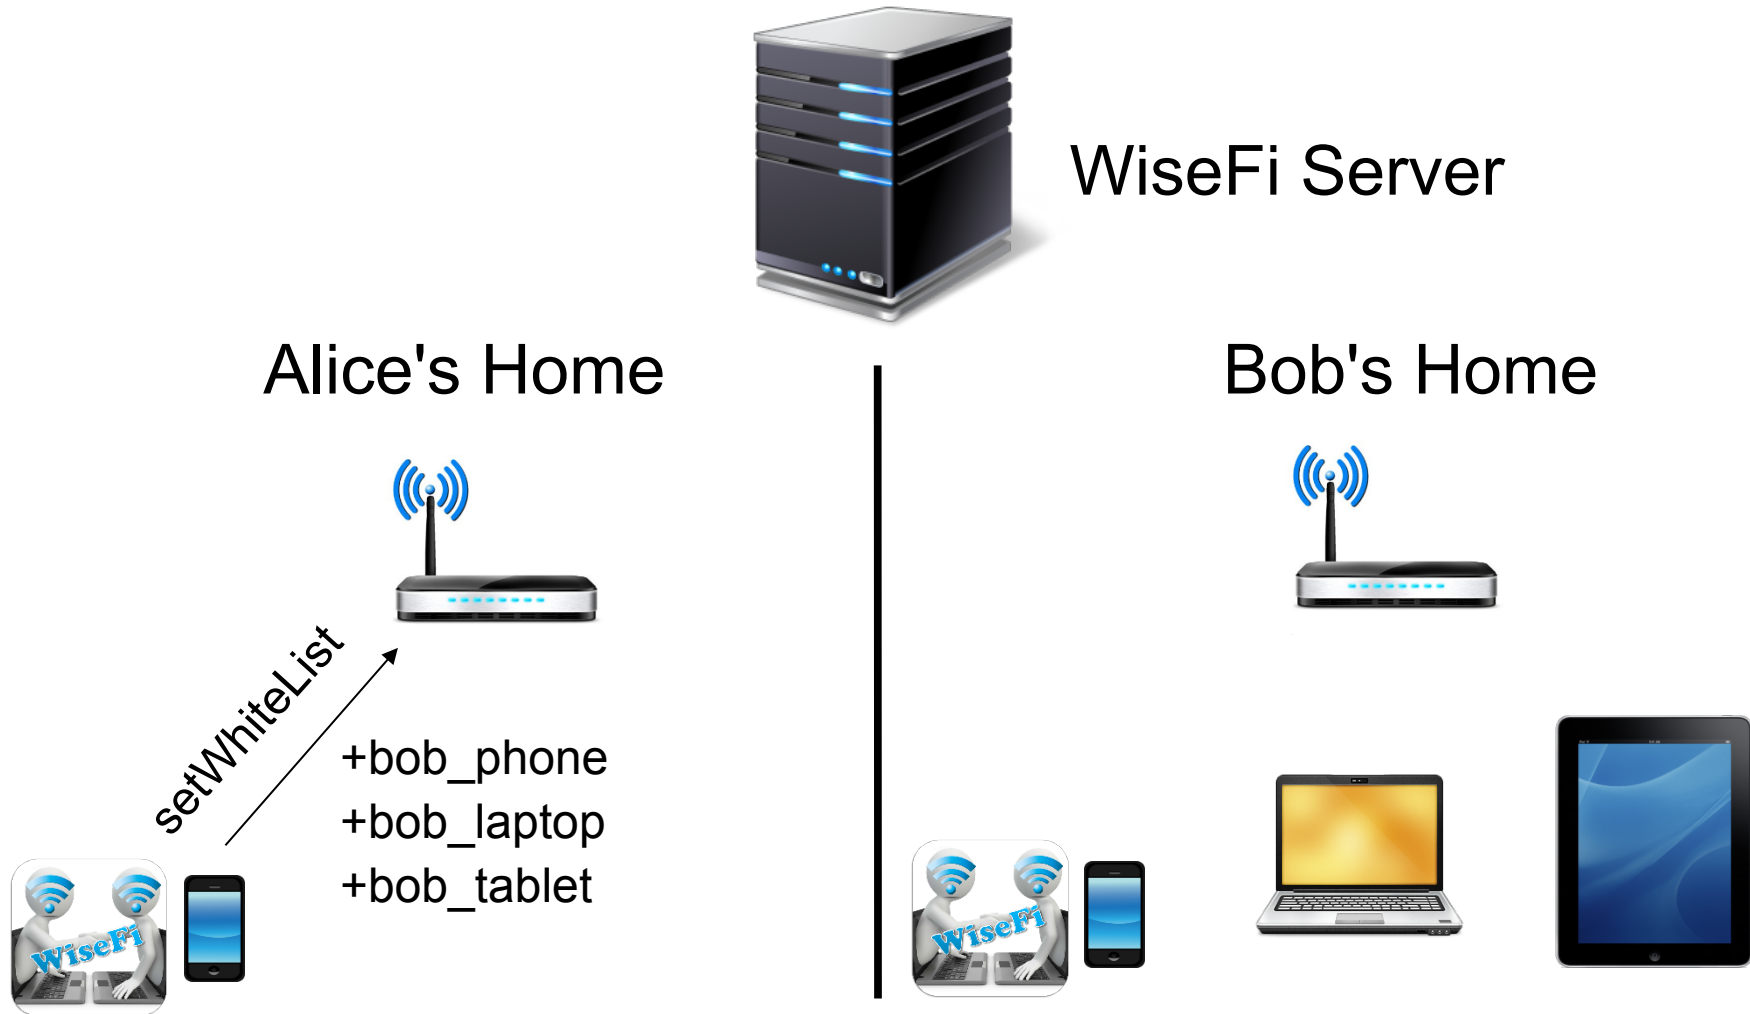 WiseFi Server
Alice's Home
Bob's Home
setWhiteList
+bob_phone
+bob_laptop
+bob_tablet
WiseFi
WiseFi